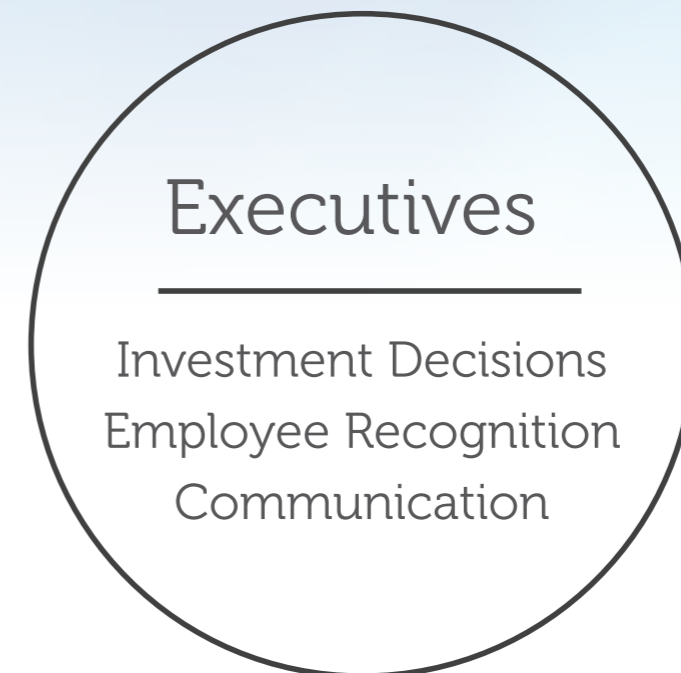 Executives
Investment Decisions
Employee Recognition
Communication